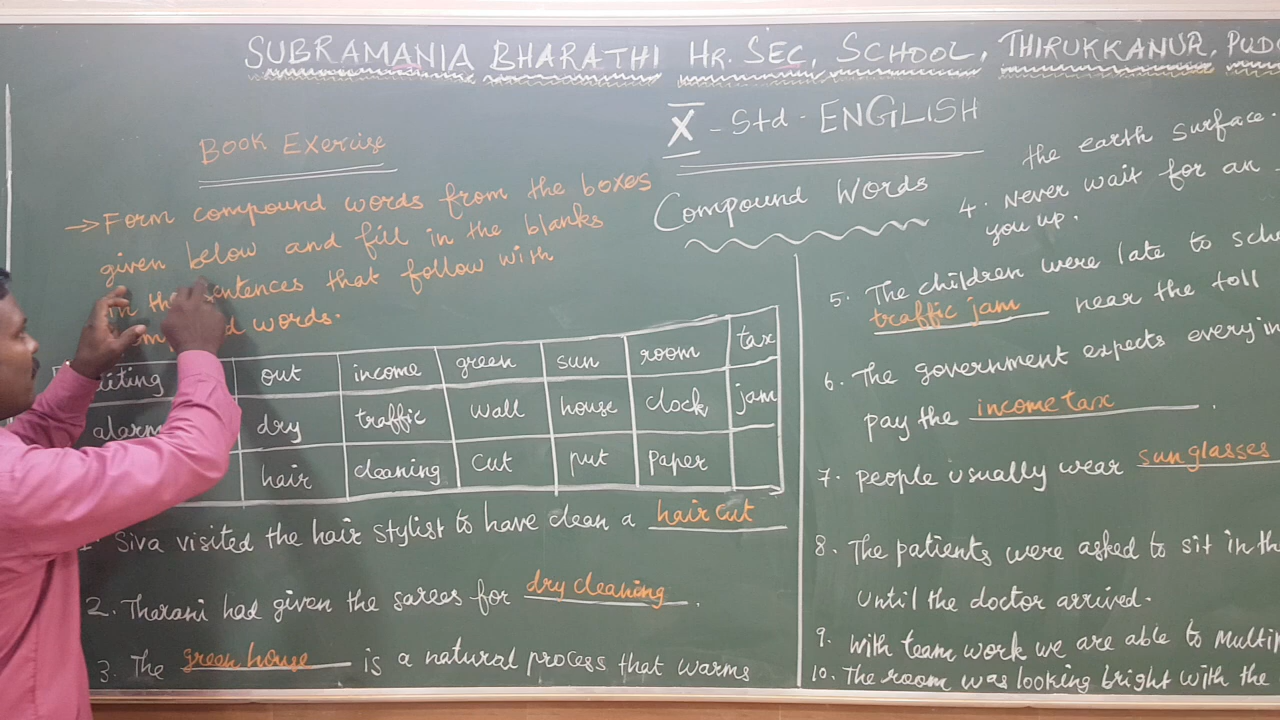 SUBRAMANIA BHARATHI HR. SEC. SCHOOL, THIRUKKANUR,
X - Std - ENGLISH
Compound Words
Book Exercise
→ Form compound words from the boxes
given below and fill in the blanks
in the sentences that follow with
words.
out income green sun room tax
alarm dry traffic wall house clock jam
hair cleaning cut put paper
1. Siva visited the hair stylist to have clean a hair cut
2. Tharani had given the sarees for dry cleaning.
3. The green house is a natural process that warms
the earth surface.
4. Never wait for an
you up.
5. The children were late to
traffic jam near the toll
6. The government expects every
pay the income tax.
7. People usually wear sunglasses
8. The patients were asked to sit in
until the doctor arrived.
9. With team work we are able to
10. The room was looking bright with the